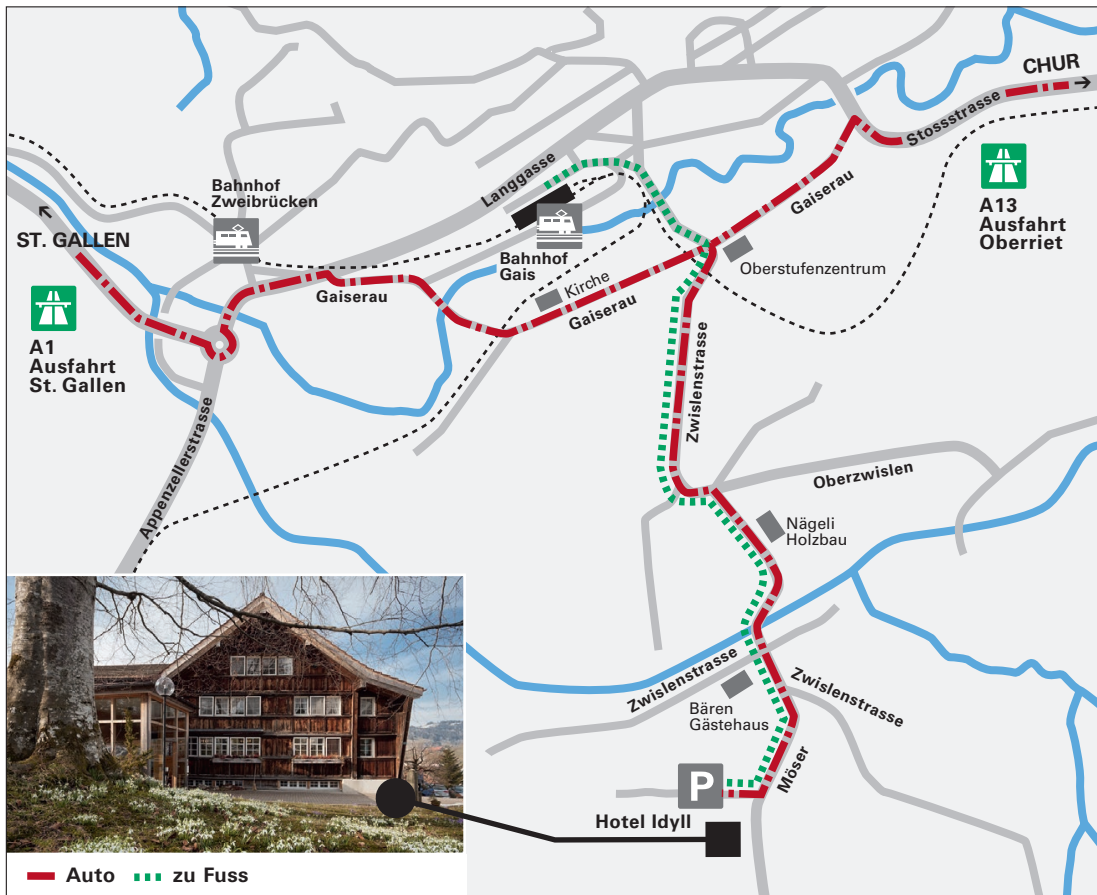 CHUR
Stossstrasse
A13
Ausfahrt
Oberriet
Langgasse
Bahnhof
Zweibrücken
Gaiserau
ST. GALLEN
Bahnhof
Gais
Oberstufenzentrum
Kirche
Gaiserau
Gaiserau
A1
Ausfahrt
St. Gallen
Zwislenstrasse
Appenzellerstrasse
Oberzwislen
Nägeli
Holzbau
Zwislenstrasse
Zwislenstrasse
Bären
Gästehaus
Möser
P
Hotel Idyll
Auto
zu Fuss